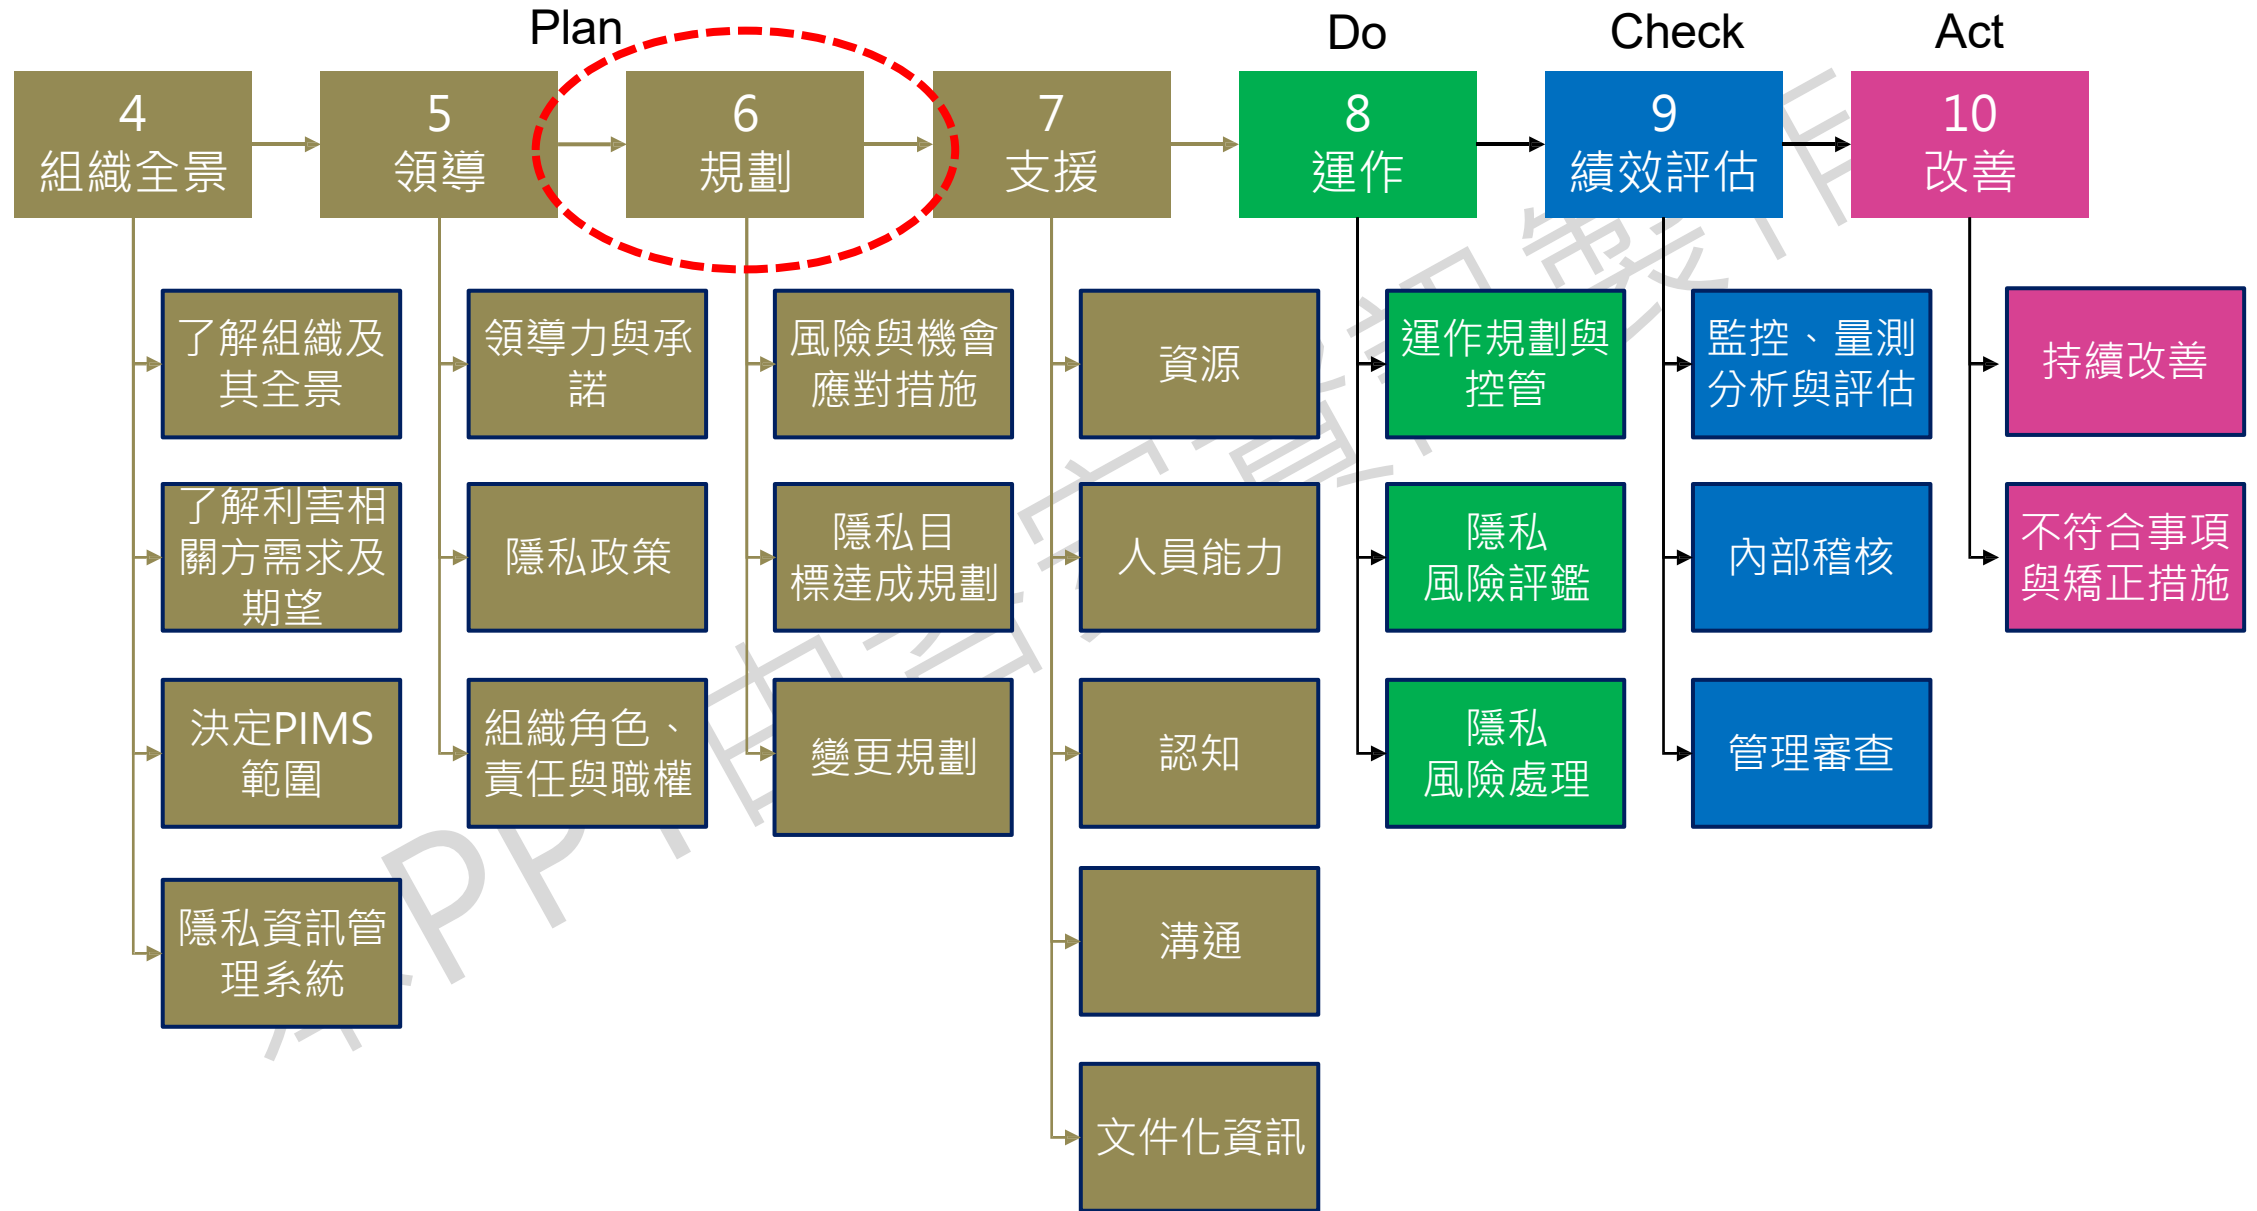 Plan
Do
Check
Act
4
組織全景
5
領導
6
規劃
7
支援
8
運作
9
績效評估
10
改善
了解組織及
其全景
了解利害相
關方需求及
期望
決定PIMS
範圍
隱私資訊管
理系統
領導力與承
諾
隱私政策
組織角色、
責任與職權
風險與機會
應對措施
隱私目
標達成規劃
變更規劃
資源
人員能力
認知
溝通
文件化資訊
運作規劃與
控管
隱私
風險評鑑
隱私
風險處理
監控、量測
分析與評估
內部稽核
管理審查
持續改善
不符合事項
與矯正措施